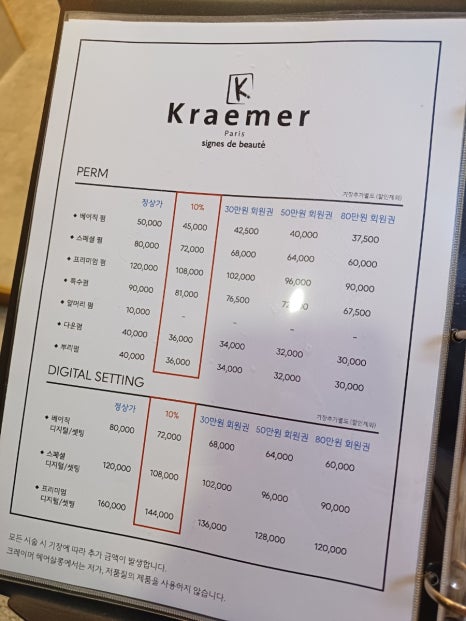 K.
Kraemer
Paris
signes de beauté
PERM
기장추가별도 (할인제외)
정상가 10% 30만원 회원권 50만원 회원권 80만원 회원권
◆ 베이직 펌 50,000 45,000 42,500 40,000 37,500
◆ 스페셜 펌 80,000 72,000 68,000 64,000 60,000
◆ 프리미엄 펌 120,000 108,000 102,000 96,000 90,000
◆ 특수펌 90,000 81,000 76,500 67,500
◆ 앞머리 펌 10,000 - - - -
◆ 다운펌 40,000 36,000 34,000 32,000 30,000
◆ 뿌리펌 40,000 36,000 34,000 32,000 30,000
DIGITAL SETTING
기장추가별도 (할인제외)
정상가 10% 30만원 회원권 50만원 회원권 80만원 회원권
◆ 베이직
디지털/셋팅 80,000 72,000 68,000 64,000 60,000
◆ 스페셜
디지털/셋팅 120,000 108,000 102,000 96,000 90,000
◆ 프리미엄
디지털/셋팅 160,000 144,000 136,000 128,000 120,000
모든 시술 시 기장에 따라 추가 금액이 발생합니다.
크레이머 헤어살롱에서는 저가, 저품질의 제품을 사용하지 않습니다.